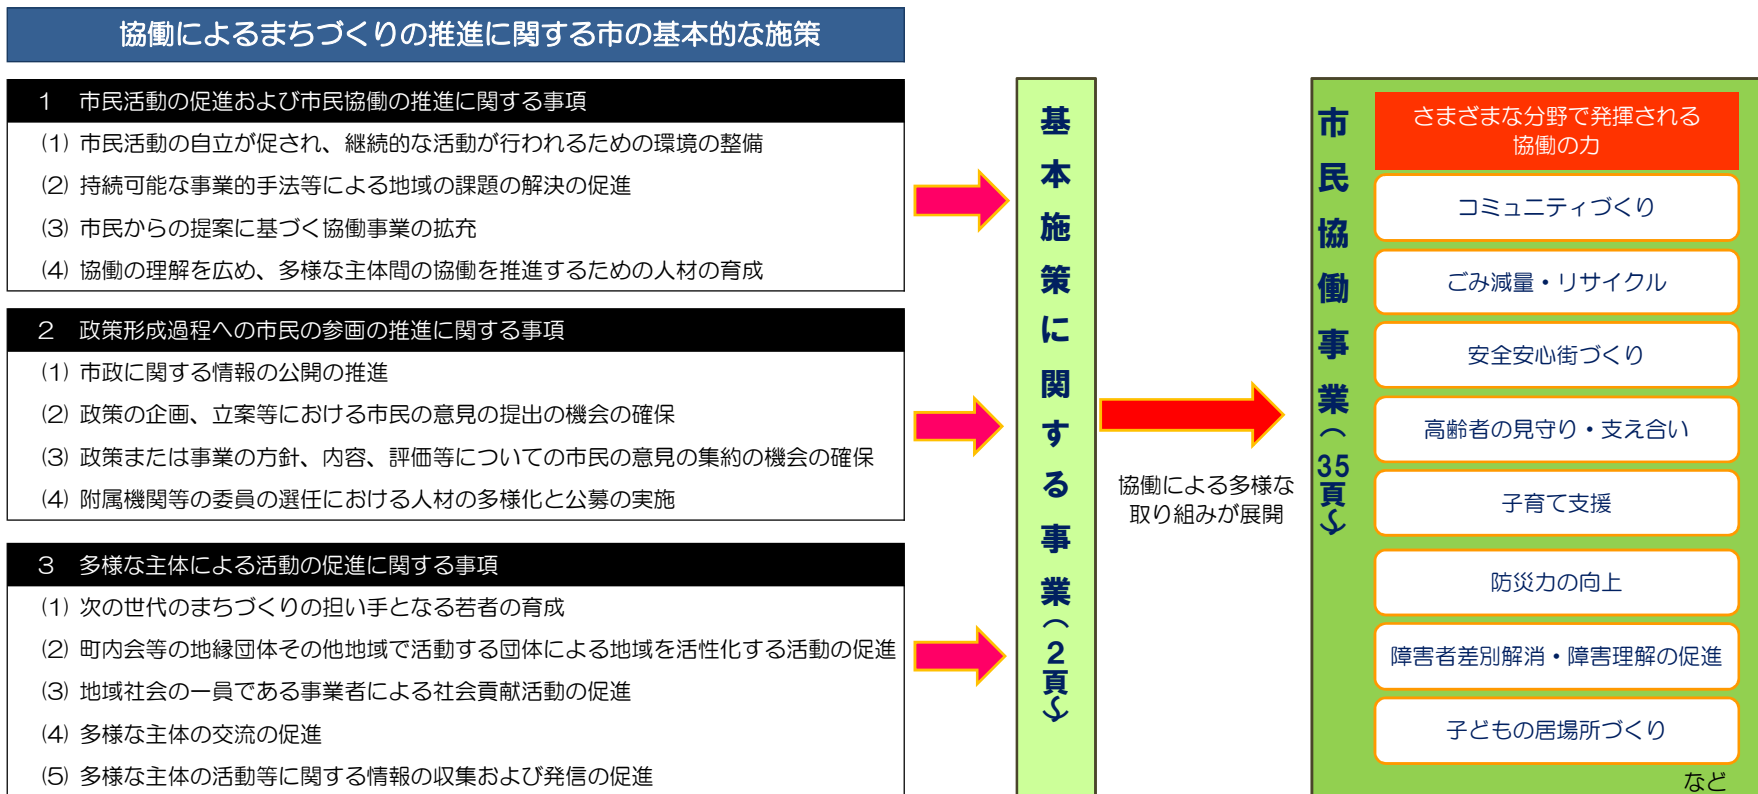 協働によるまちづくりの推進に関する市の基本的な施策
1 市民活動の促進および市民協働の推進に関する事項
(1) 市民活動の自立が促され、継続的な活動が行われるための環境の整備
(2) 持続可能な事業的手法等による地域の課題の解決の促進
(3) 市民からの提案に基づく協働事業の拡充
(4) 協働の理解を広め、多様な主体間の協働を推進するための人材の育成
2 政策形成過程への市民の参画の推進に関する事項
(1) 市政に関する情報の公開の推進
(2) 政策の企画、立案等における市民の意見の提出の機会の確保
(3) 政策または事業の方針、内容、評価等についての市民の意見の集約の機会の確保
(4) 附属機関等の委員の選任における人材の多様化と公募の実施
3 多様な主体による活動の促進に関する事項
(1) 次の世代のまちづくりの担い手となる若者の育成
(2) 町内会等の地縁団体その他地域で活動する団体による地域を活性化する活動の促進
(3) 地域社会の一員である事業者による社会貢献活動の促進
(4) 多様な主体の交流の促進
(5) 多様な主体の活動等に関する情報の収集および発信の促進
基本施策に関する事業(2頁~)
協働による多様な
取り組みが展開
市民協働事業(35頁~)
さまざまな分野で発揮される
協働の力
コミュニティづくり
ごみ減量・リサイクル
安全安心街づくり
高齢者の見守り・支え合い
子育て支援
防災力の向上
障害者差別解消・障害理解の促進
子どもの居場所づくり
など